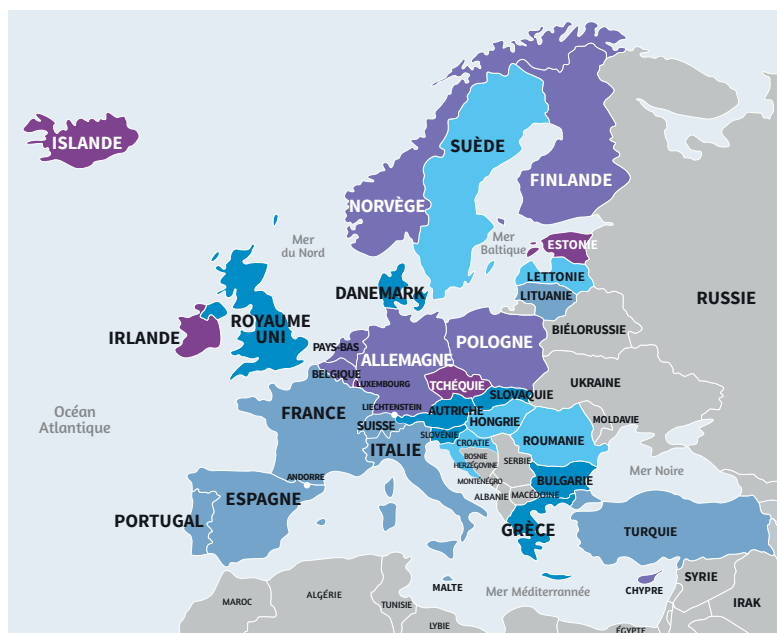 ISLANDE
SUÈDE
FINLANDE
NORVÈGE
Mer
du Nord
Mer
Baltique
ESTONIE
LETTONIE
LITUANIE
DANEMARK
RUSSIE
IRLANDE
ROYAUME
UNI
BIÉLORUSSIE
PAYS-BAS
POLOGNE
ALLEMAGNE
BELGIQUE
LUXEMBOURG
TCHÉQUIE
UKRAINE
SLOVAQUIE
LIECHTENSTEIN
AUTRICHE
Océan
Atlantique
FRANCE
SUISSE
HONGRIE
MOLDAVIE
SLOVÉNIE
CROATIE
ROUMANIE
ITALIE
BOSNIE
HERZÉGOVINE
SERBIE
Mer Noire
ANDORRE
MONTÉNÉGRO
BULGARIE
ESPAGNE
ALBANIE
MACÉDOINE
PORTUGAL
GRÈCE
TURQUIE
MALTE
Mer Méditerrannée
CHYPRE
SYRIE
MAROC
ALGÉRIE
TUNISIE
IRAK
LYBIE
ÉGYPTE